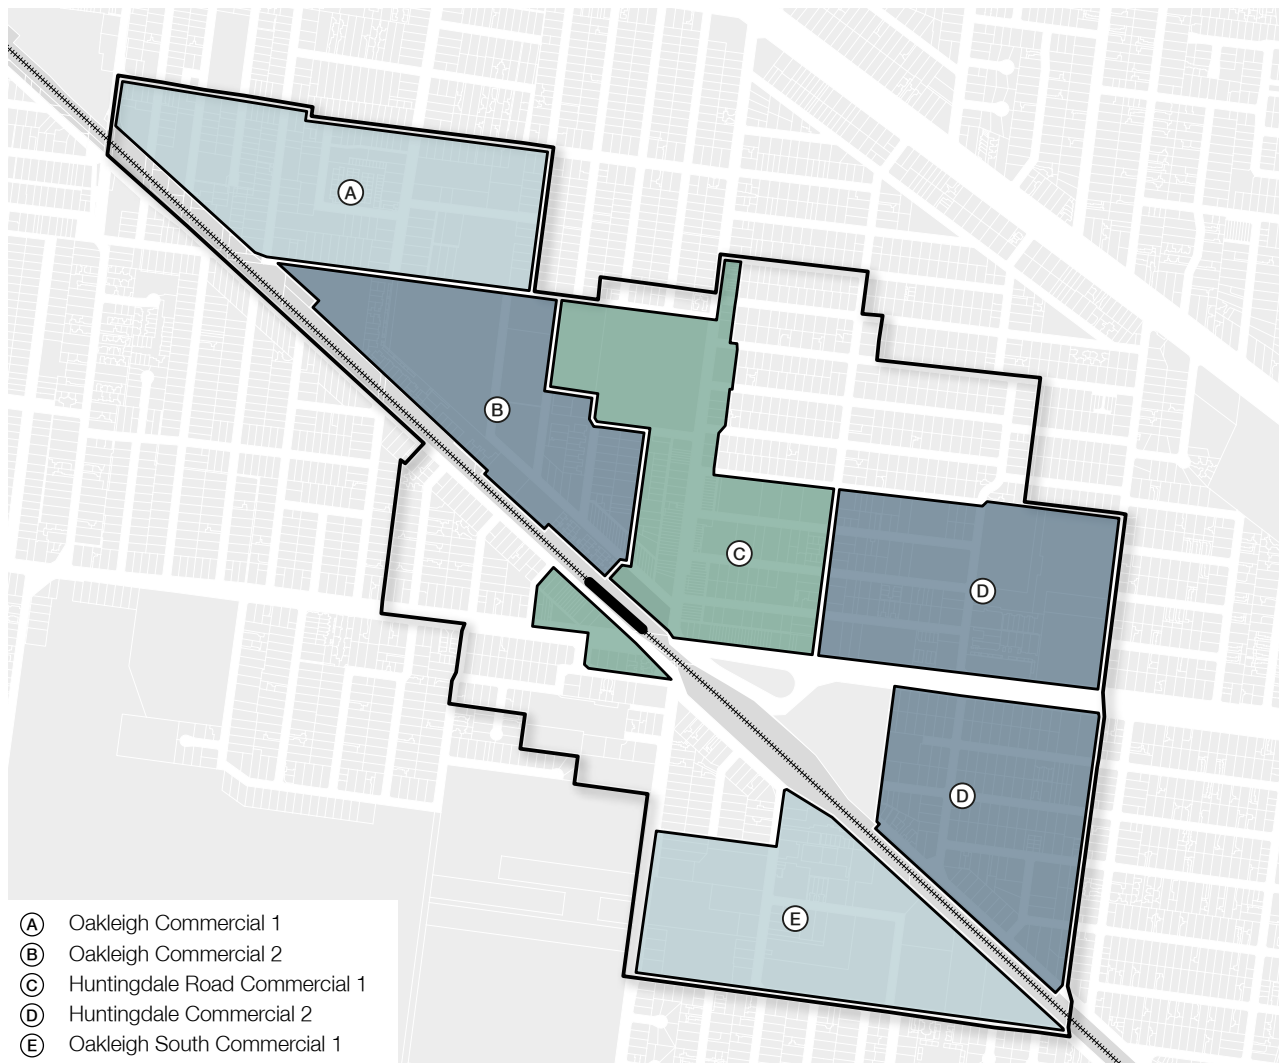 A
B
C
D
D
E
A Oakleigh Commercial 1
B Oakleigh Commercial 2
C Huntingdale Road Commercial 1
D Huntingdale Commercial 2
E Oakleigh South Commercial 1